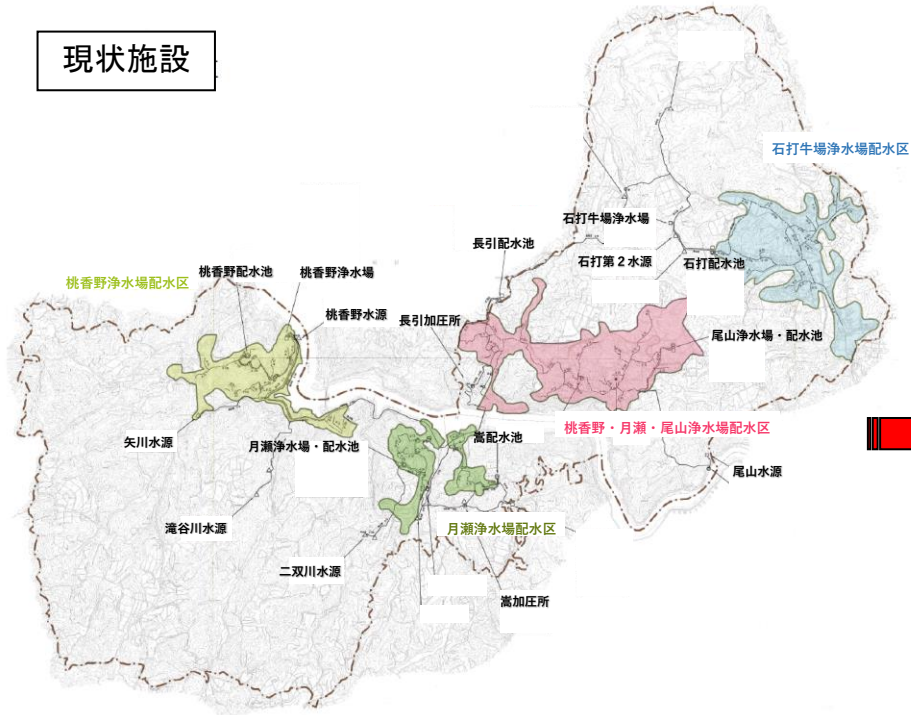 現状施設
石打牛場浄水場配水区
石打牛場浄水場
長引配水池
石打第2水源
石打配水池
桃香野配水池
桃香野浄水場
桃香野浄水場配水区
桃香野水源
長引加圧所
尾山浄水場・配水池
矢川水源
月瀬浄水場・配水池
嵩配水池
桃香野・月瀬・尾山浄水場配水区
尾山水源
滝谷川水源
月瀬浄水場配水区
二双川水源
嵩加圧所